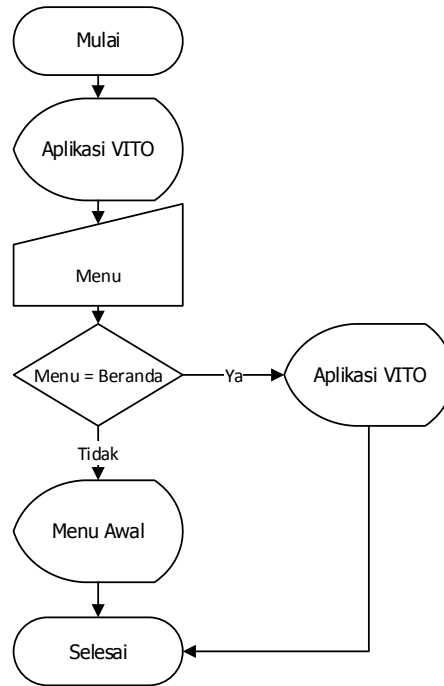 Mulai
Aplikasi VITO
Menu
Menu = Beranda
Ya
Aplikasi VITO
Tidak
Menu Awal
Selesai